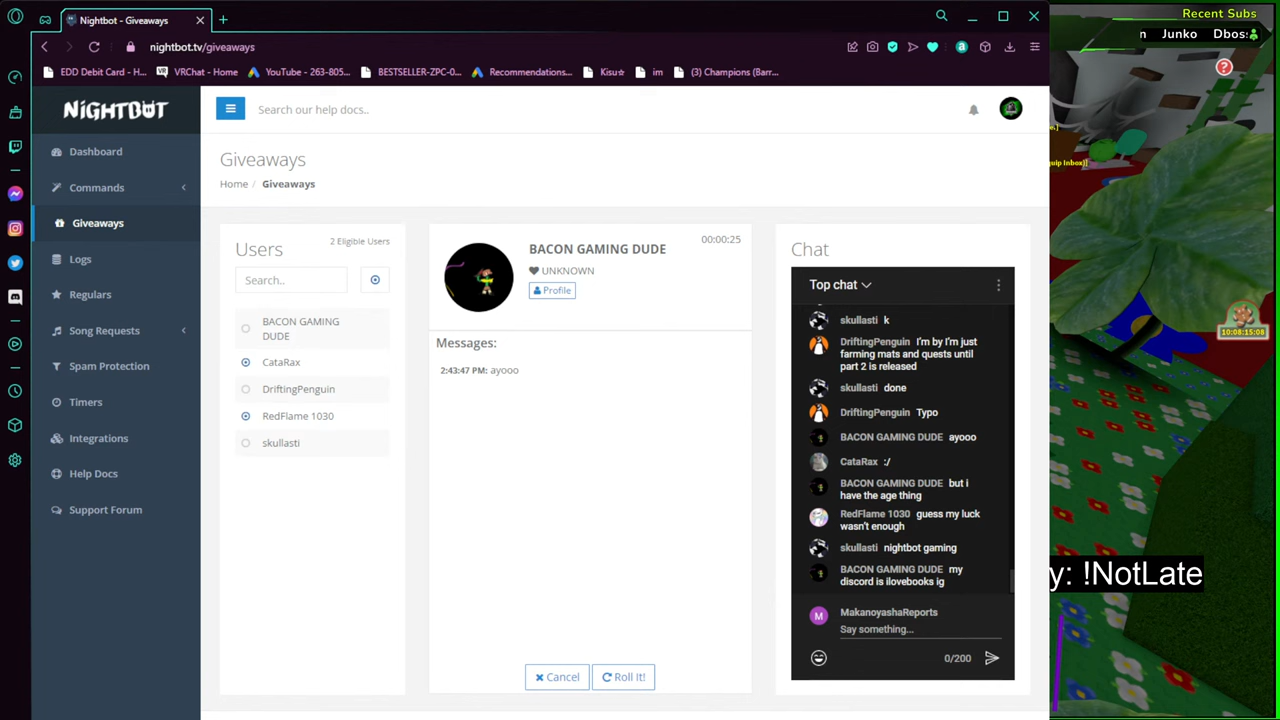 Nightbot - Giveaways
nightbot.tv/giveaways
EDD Debit Card - H...
VR VRChat - Home
YouTube - 263-805...
BESTSELLER-ZPC-0...
Recommendations...
Kisu☆
im
(3) Champions (Barr...
NIGHTBOT
Search our help docs..
Dashboard
Commands
Giveaways
Logs
Regulars
Song Requests
Spam Protection
Timers
Integrations
Help Docs
Support Forum
Giveaways
Home / Giveaways
Users
2 Eligible Users
Search..
BACON GAMING
DUDE
CataRax
DriftingPenguin
RedFlame 1030
skullasti
BACON GAMING DUDE
00:00:25
UNKNOWN
Profile
Messages:
2:43:47 PM: ayooo
Cancel
Roll It!
Chat
Top chat
skullasti k
DriftingPenguin I'm by I'm just
farming mats and quests until
part 2 is released
skullasti done
DriftingPenguin Typo
BACON GAMING DUDE ayooo
CataRax :/
BACON GAMING DUDE but i
have the age thing
RedFlame 1030 guess my luck
wasn't enough
skullasti nightbot gaming
BACON GAMING DUDE my
discord is ilovebooks ig
M
MakanoyashaReports
Say something...
0/200
Recent Subs
n Junko Dbos:
?
quip Inbox)]
10:08:15:08
y: !NotLate